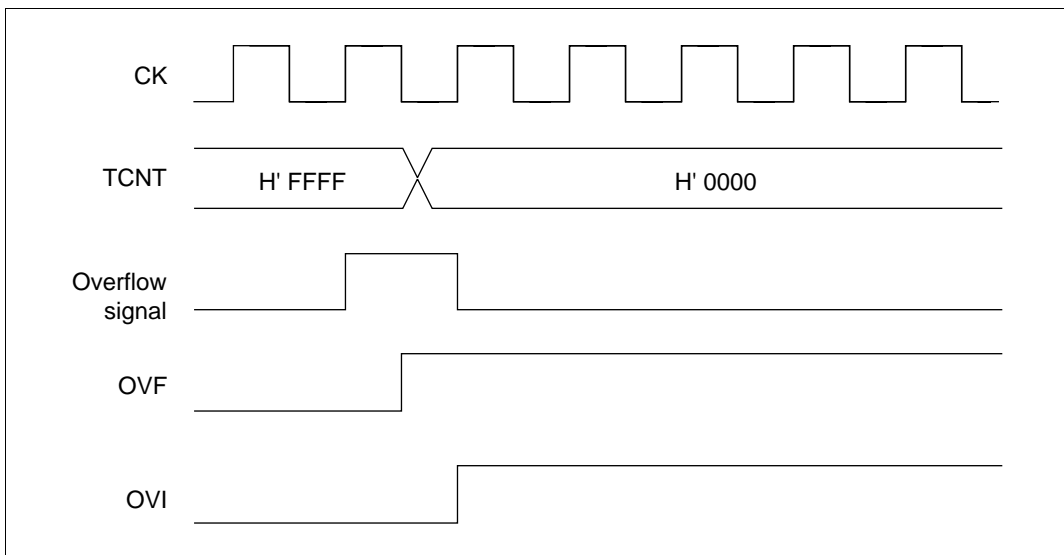 CK
TCNT
H' FFFF
H' 0000
Overflow
signal
OVF
OVI